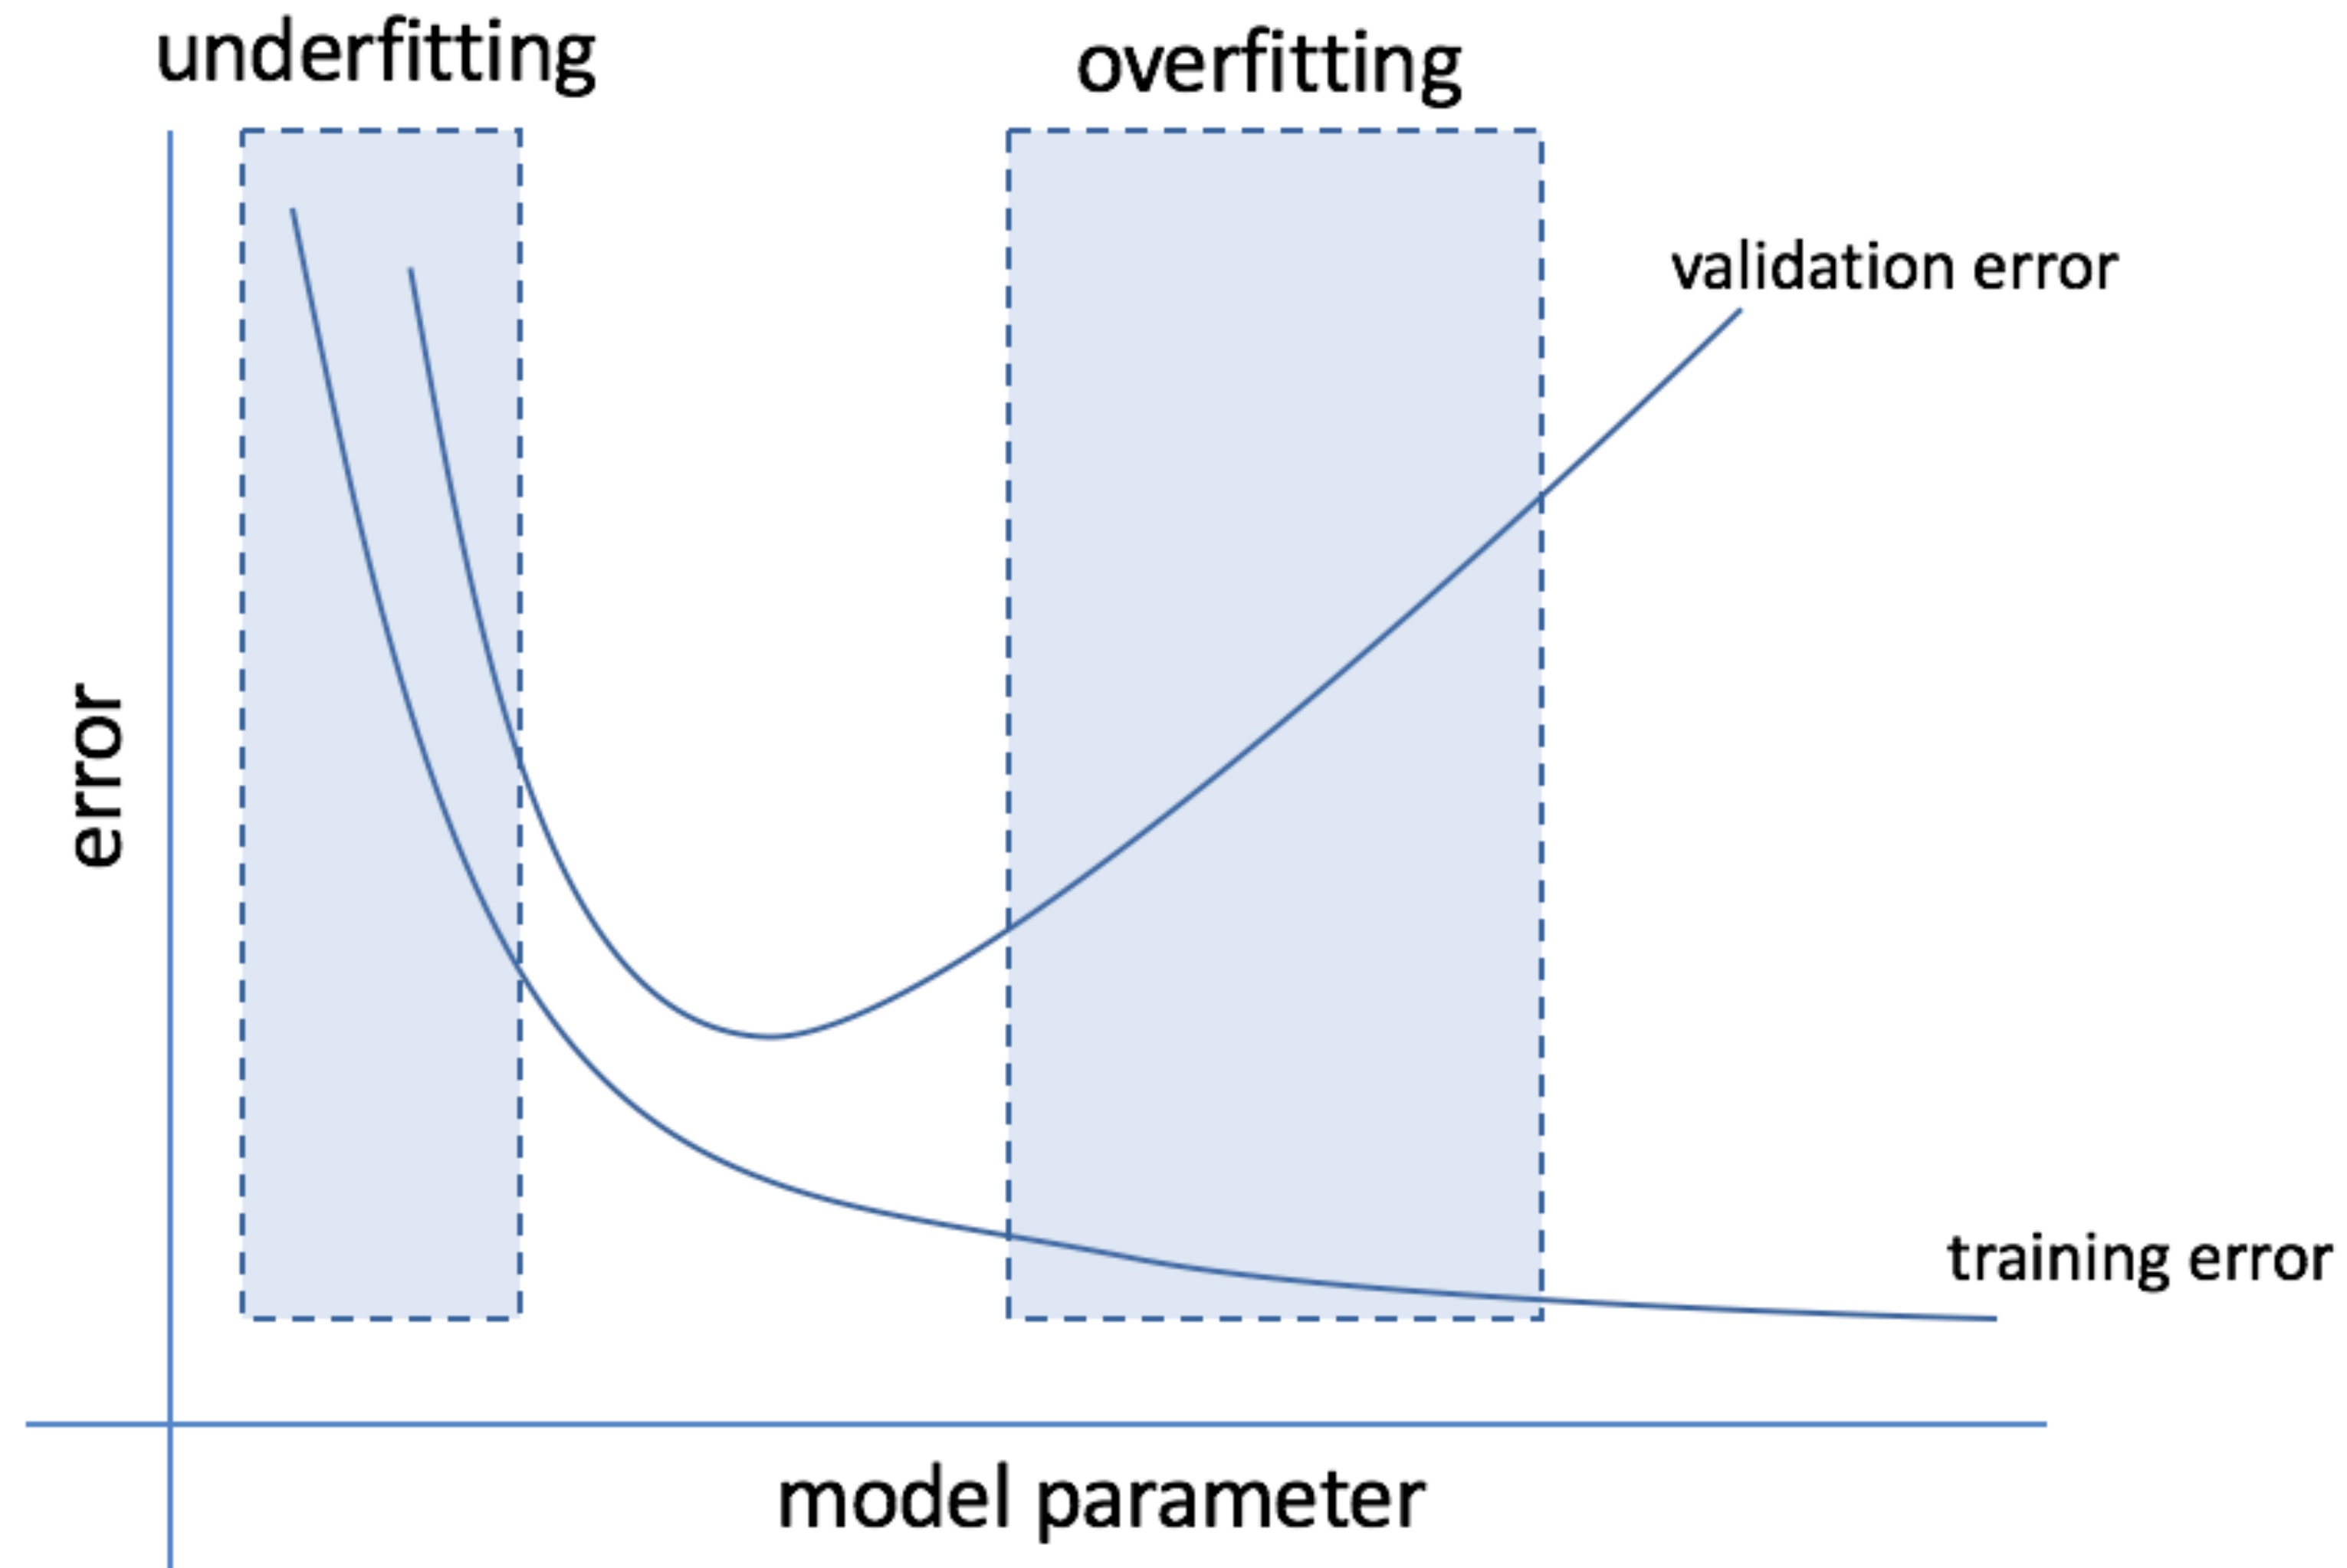 underfitting
overfitting
validation error
error
training error
model parameter